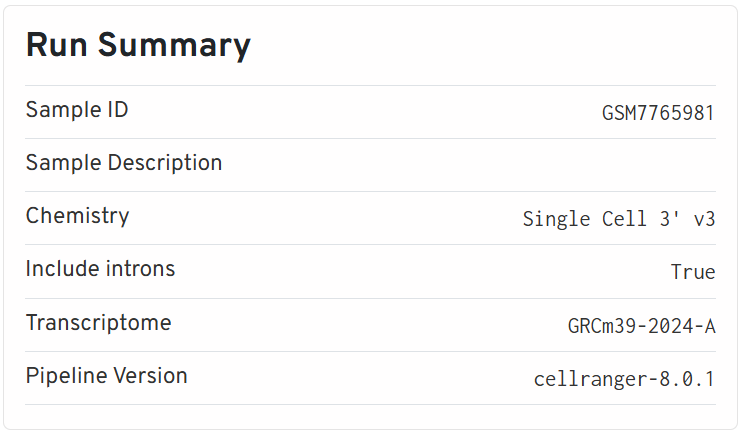 Run Summary
Sample ID GSM7765981
Sample Description
Chemistry Single Cell 3' v3
Include introns True
Transcriptome GRCm39-2024-A
Pipeline Version cellranger-8.0.1